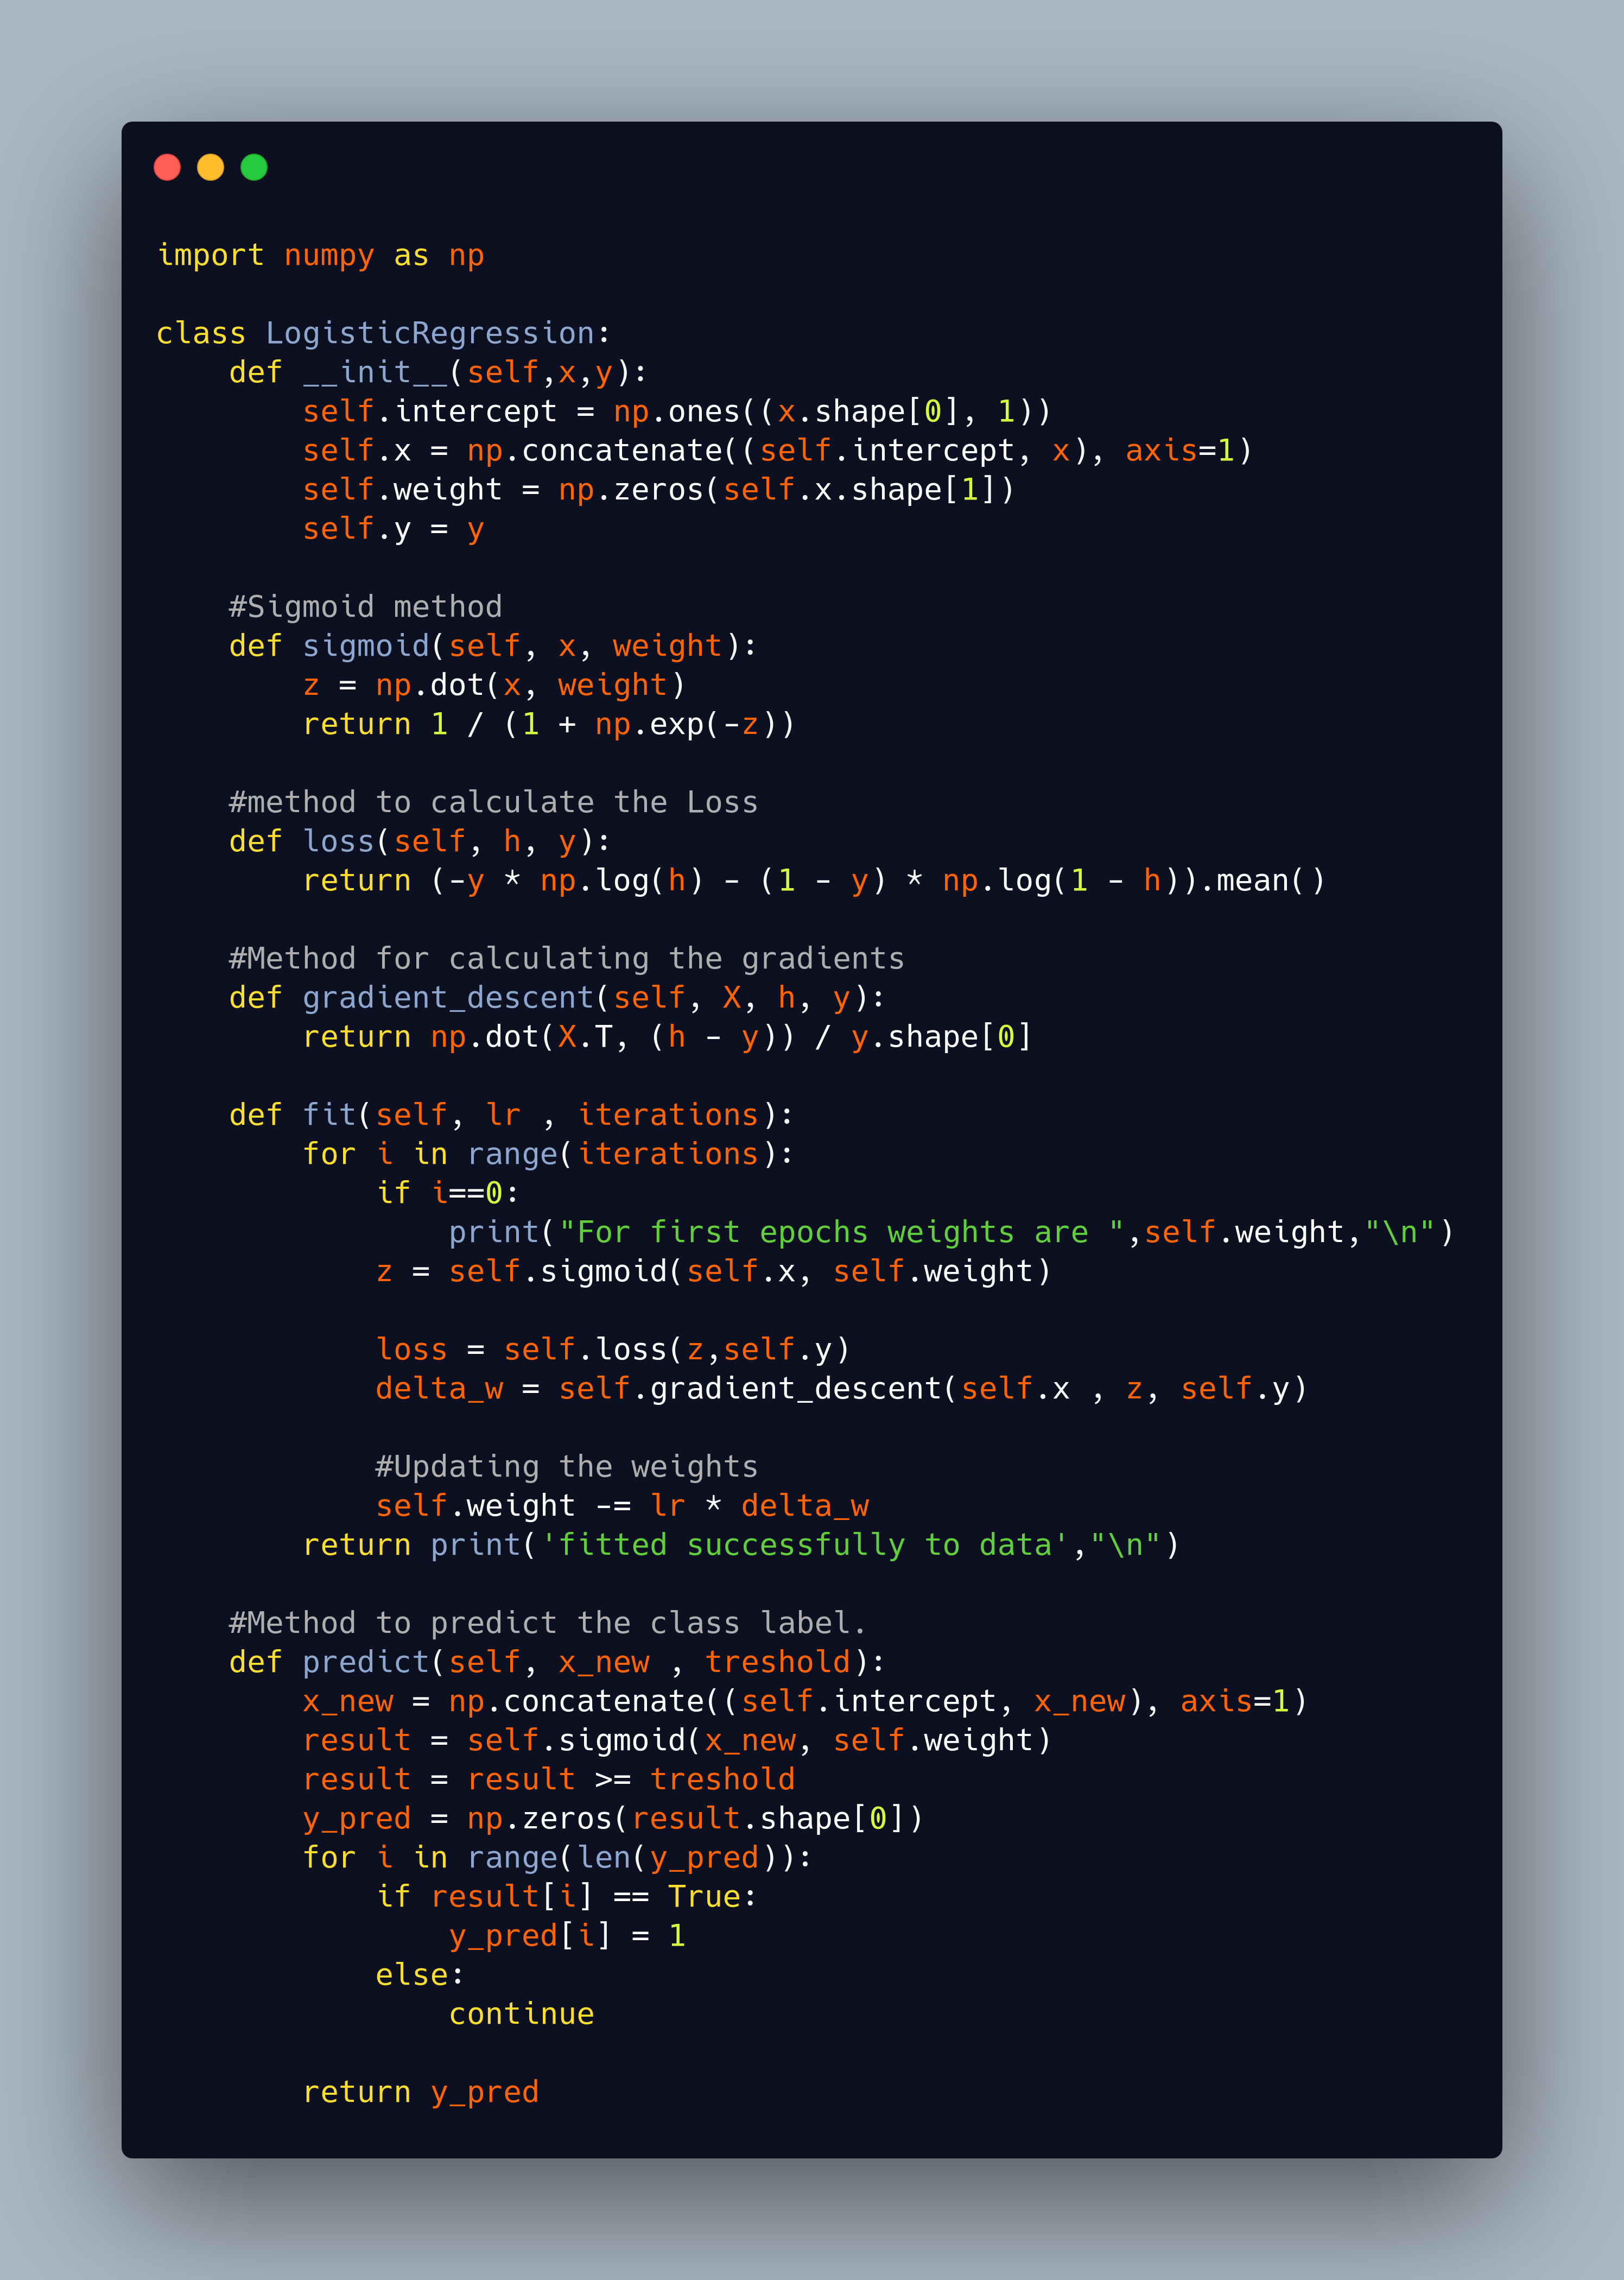 import numpy as np

class LogisticRegression:
    def __init__(self,x,y):
        self.intercept = np.ones((x.shape[0], 1))
        self.x = np.concatenate((self.intercept, x), axis=1)
        self.weight = np.zeros(self.x.shape[1])
        self.y = y

    #Sigmoid method
    def sigmoid(self, x, weight):
        z = np.dot(x, weight)
        return 1 / (1 + np.exp(-z))

    #method to calculate the Loss
    def loss(self, h, y):
        return (-y * np.log(h) - (1 - y) * np.log(1 - h)).mean()

    #Method for calculating the gradients
    def gradient_descent(self, X, h, y):
        return np.dot(X.T, (h - y)) / y.shape[0]

    def fit(self, lr , iterations):
        for i in range(iterations):
            if i==0:
                print("For first epochs weights are ",self.weight,"\n")
            z = self.sigmoid(self.x, self.weight)

            loss = self.loss(z,self.y)
            delta_w = self.gradient_descent(self.x , z, self.y)

            #Updating the weights
            self.weight -= lr * delta_w
        return print('fitted successfully to data',"\n")

    #Method to predict the class label.
    def predict(self, x_new , treshold):
        x_new = np.concatenate((self.intercept, x_new), axis=1)
        result = self.sigmoid(x_new, self.weight)
        result = result >= treshold
        y_pred = np.zeros(result.shape[0])
        for i in range(len(y_pred)):
            if result[i] == True:
                y_pred[i] = 1
            else:
                continue

        return y_pred